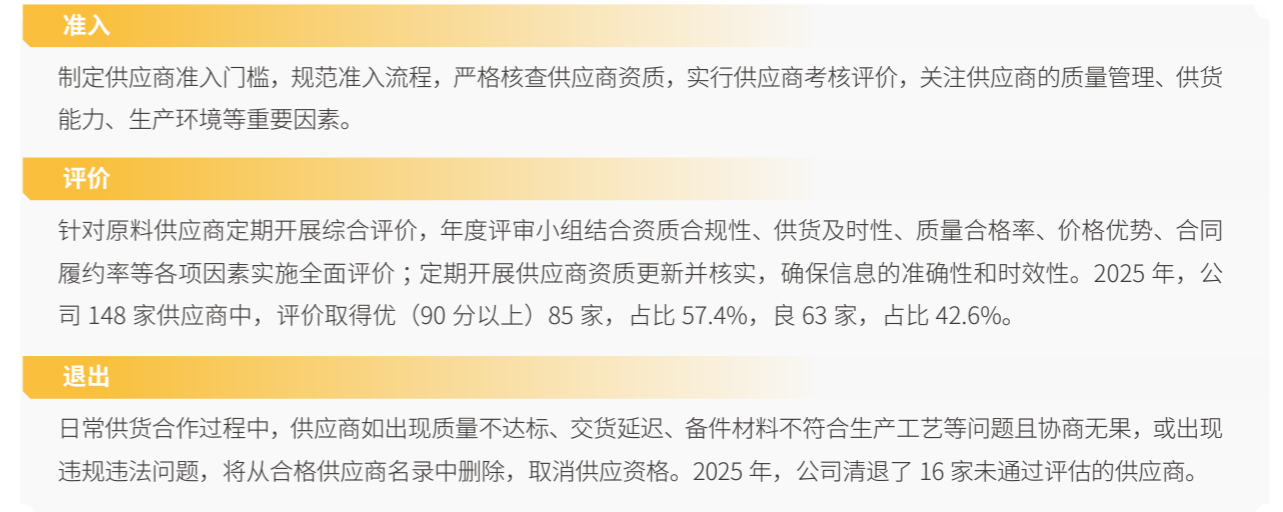 准入
制定供应商准入门槛，规范准入流程，严格核查供应商资质，实行供应商考核评价，关注供应商的质量管理、供货
能力、生产环境等重要因素。
评价
针对原料供应商定期开展综合评价，年度评审小组结合资质合规性、供货及时性、质量合格率、价格优势、合同
履约率等各项因素实施全面评价；定期开展供应商资质更新并核实，确保信息的准确性和时效性。2025 年，公
司 148 家供应商中，评价取得优（90 分以上）85 家，占比 57.4%，良 63 家，占比 42.6%。
退出
日常供货合作过程中，供应商如出现质量不达标、交货延迟、备件材料不符合生产工艺等问题且协商无果，或出现
违规违法问题，将从合格供应商名录中删除，取消供应资格。2025 年，公司清退了 16 家未通过评估的供应商。